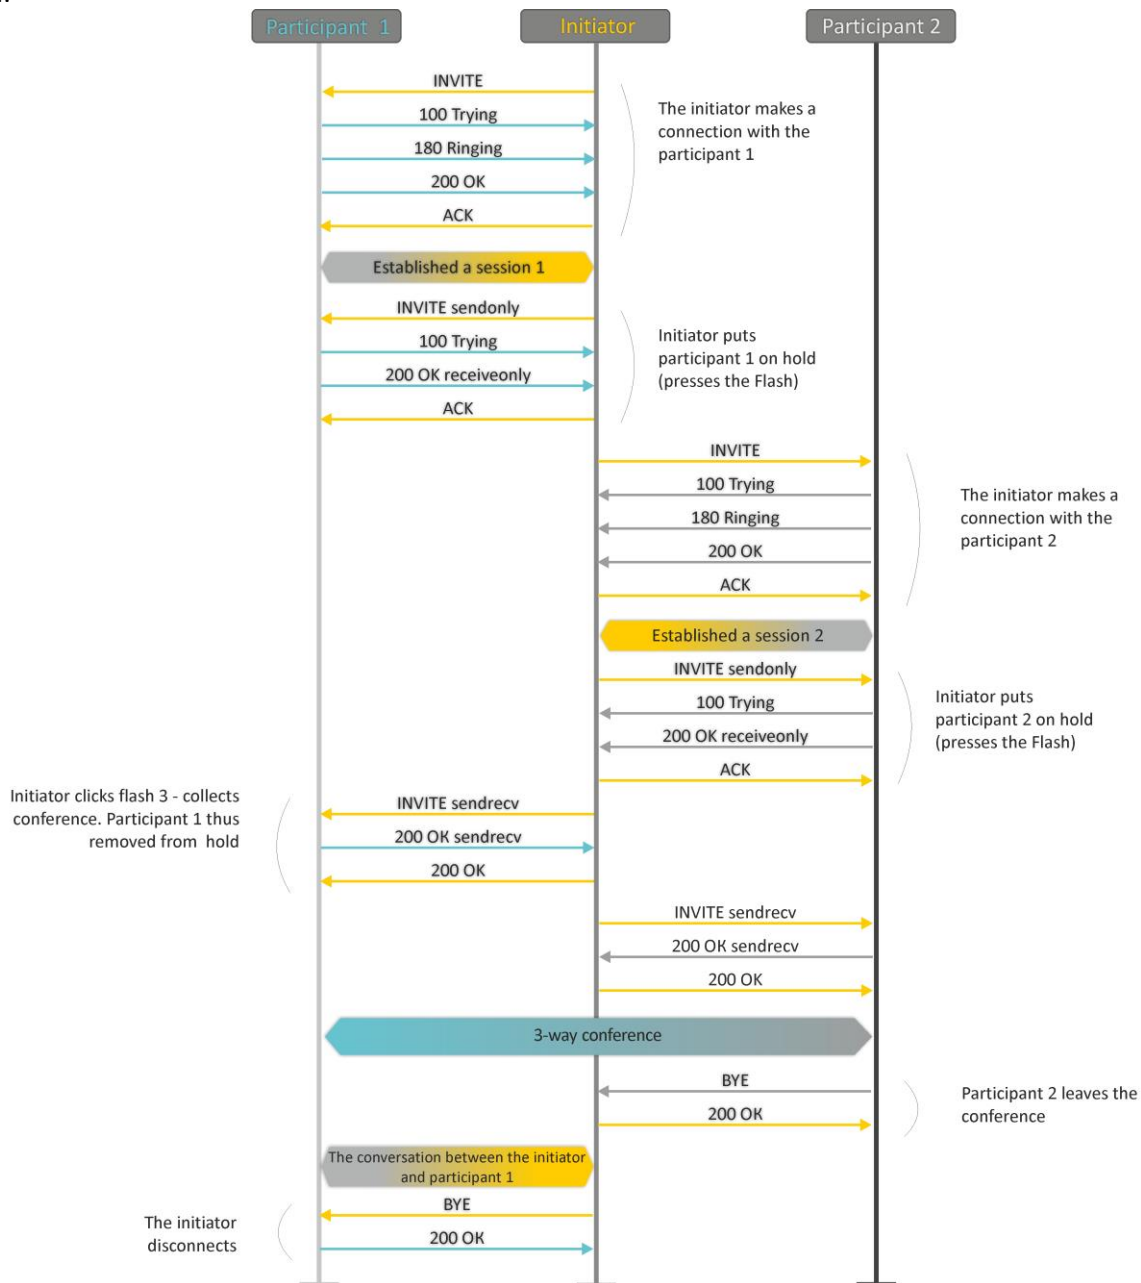 Participant 1
Initiator
Participant 2
INVITE
100 Trying
180 Ringing
200 OK
ACK
The initiator makes a
connection with the
participant 1
Established a session 1
INVITE sendonly
100 Trying
200 OK receiveonly
ACK
Initiator puts
participant 1 on hold
(presses the Flash)
INVITE
100 Trying
180 Ringing
200 OK
ACK
The initiator makes a
connection with the
participant 2
Established a session 2
INVITE sendonly
100 Trying
200 OK receiveonly
ACK
Initiator puts
participant 2 on hold
(presses the Flash)
Initiator clicks flash 3 - collects
conference. Participant 1 thus
removed from hold
INVITE sendrecv
200 OK sendrecv
200 OK
INVITE sendrecv
200 OK sendrecv
200 OK
3-way conference
BYE
200 OK
Participant 2 leaves the
conference
The conversation between the initiator
and participant 1
BYE
200 OK
The initiator
disconnects